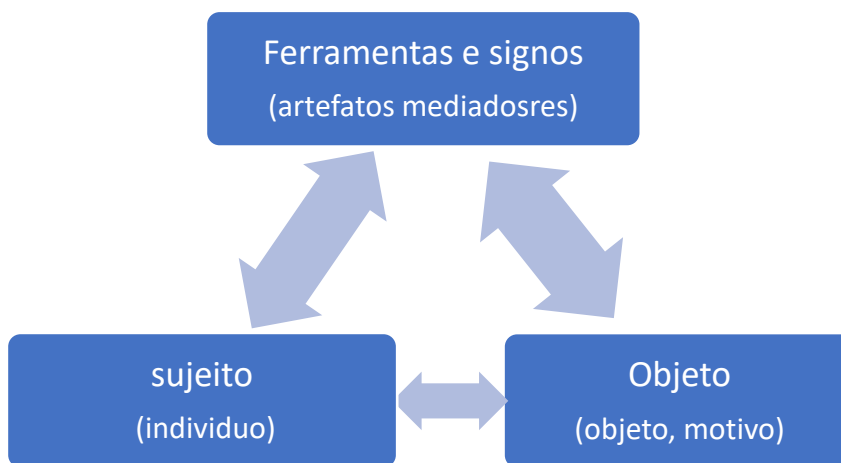 Ferramentas e signos
(artefatos mediadosres)
sujeito
(individuo)
Objeto
(objeto, motivo)